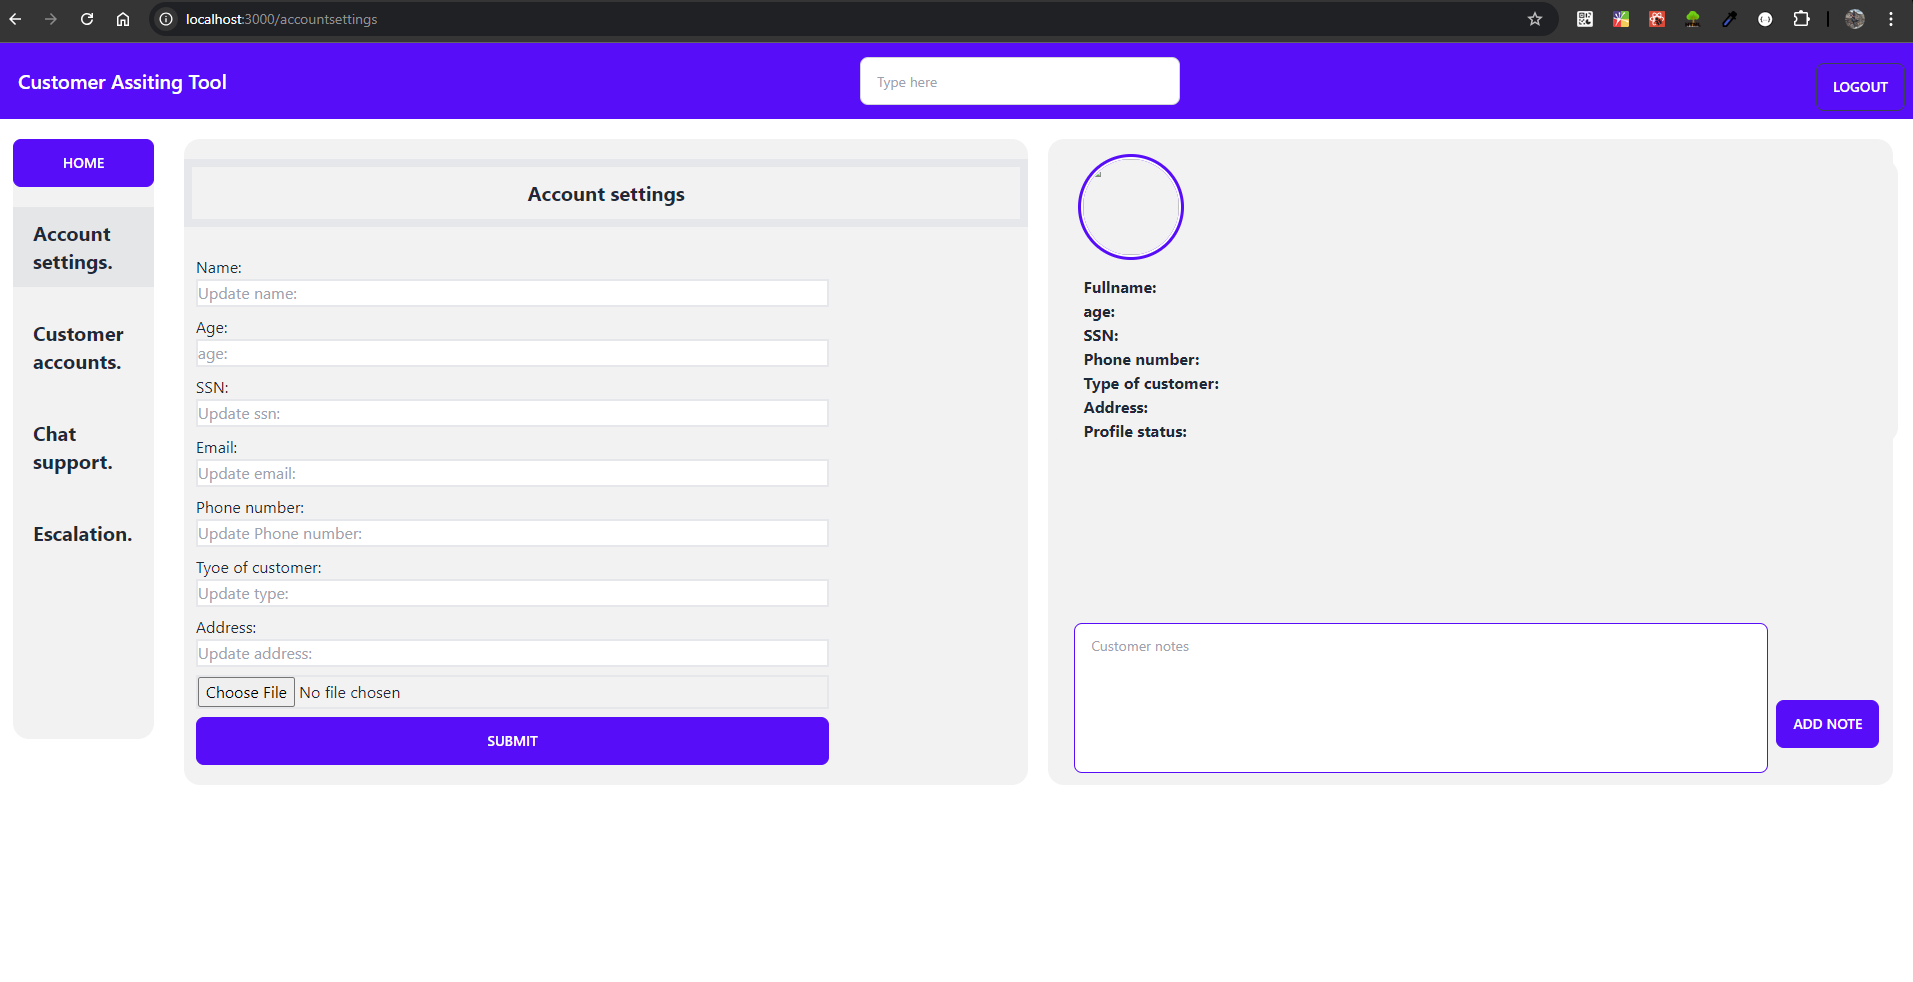 localhost:3000/accountsettings
Customer Assiting Tool
Type here
LOGOUT
HOME
Account
settings.
Customer
accounts.
Chat
support.
Escalation.
Account settings
Name:
Update name:
Age:
age:
SSN:
Update ssn:
Email:
Update email:
Phone number:
Update Phone number:
Tyoe of customer:
Update type:
Address:
Update address:
Choose File No file chosen
SUBMIT
Fullname:
age:
SSN:
Phone number:
Type of customer:
Address:
Profile status:
Customer notes
ADD NOTE